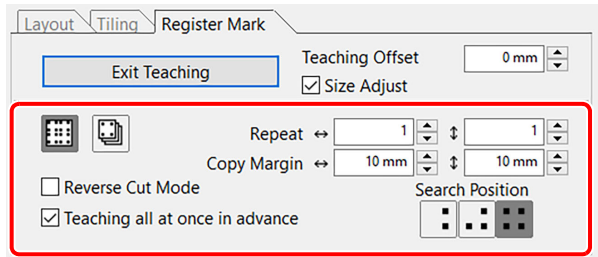 Layout Tiling Register Mark
Teaching Offset 0 mm
Exit Teaching
Size Adjust
Repeat ↔ 1 ↕ 1
Copy Margin ↔ 10 mm ↕ 10 mm
Reverse Cut Mode
Search Position
Teaching all at once in advance